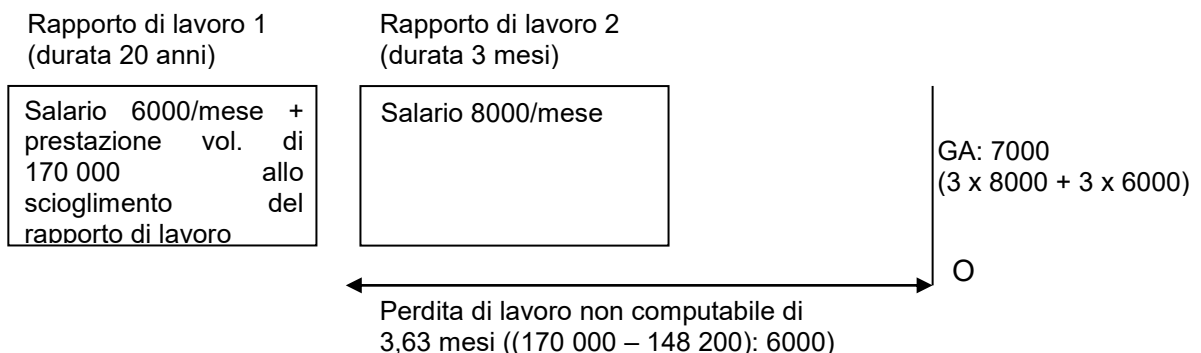 Rapporto di lavoro 1
(durata 20 anni)
Rapporto di lavoro 2
(durata 3 mesi)
Salario 6000/mese +
prestazione vol. di
170 000 allo
scioglimento del
rapporto di lavoro
Salario 8000/mese
GA: 7000
(3 x 8000 + 3 x 6000)
O
Perdita di lavoro non computabile di
3,63 mesi ((170 000 – 148 200): 6000)